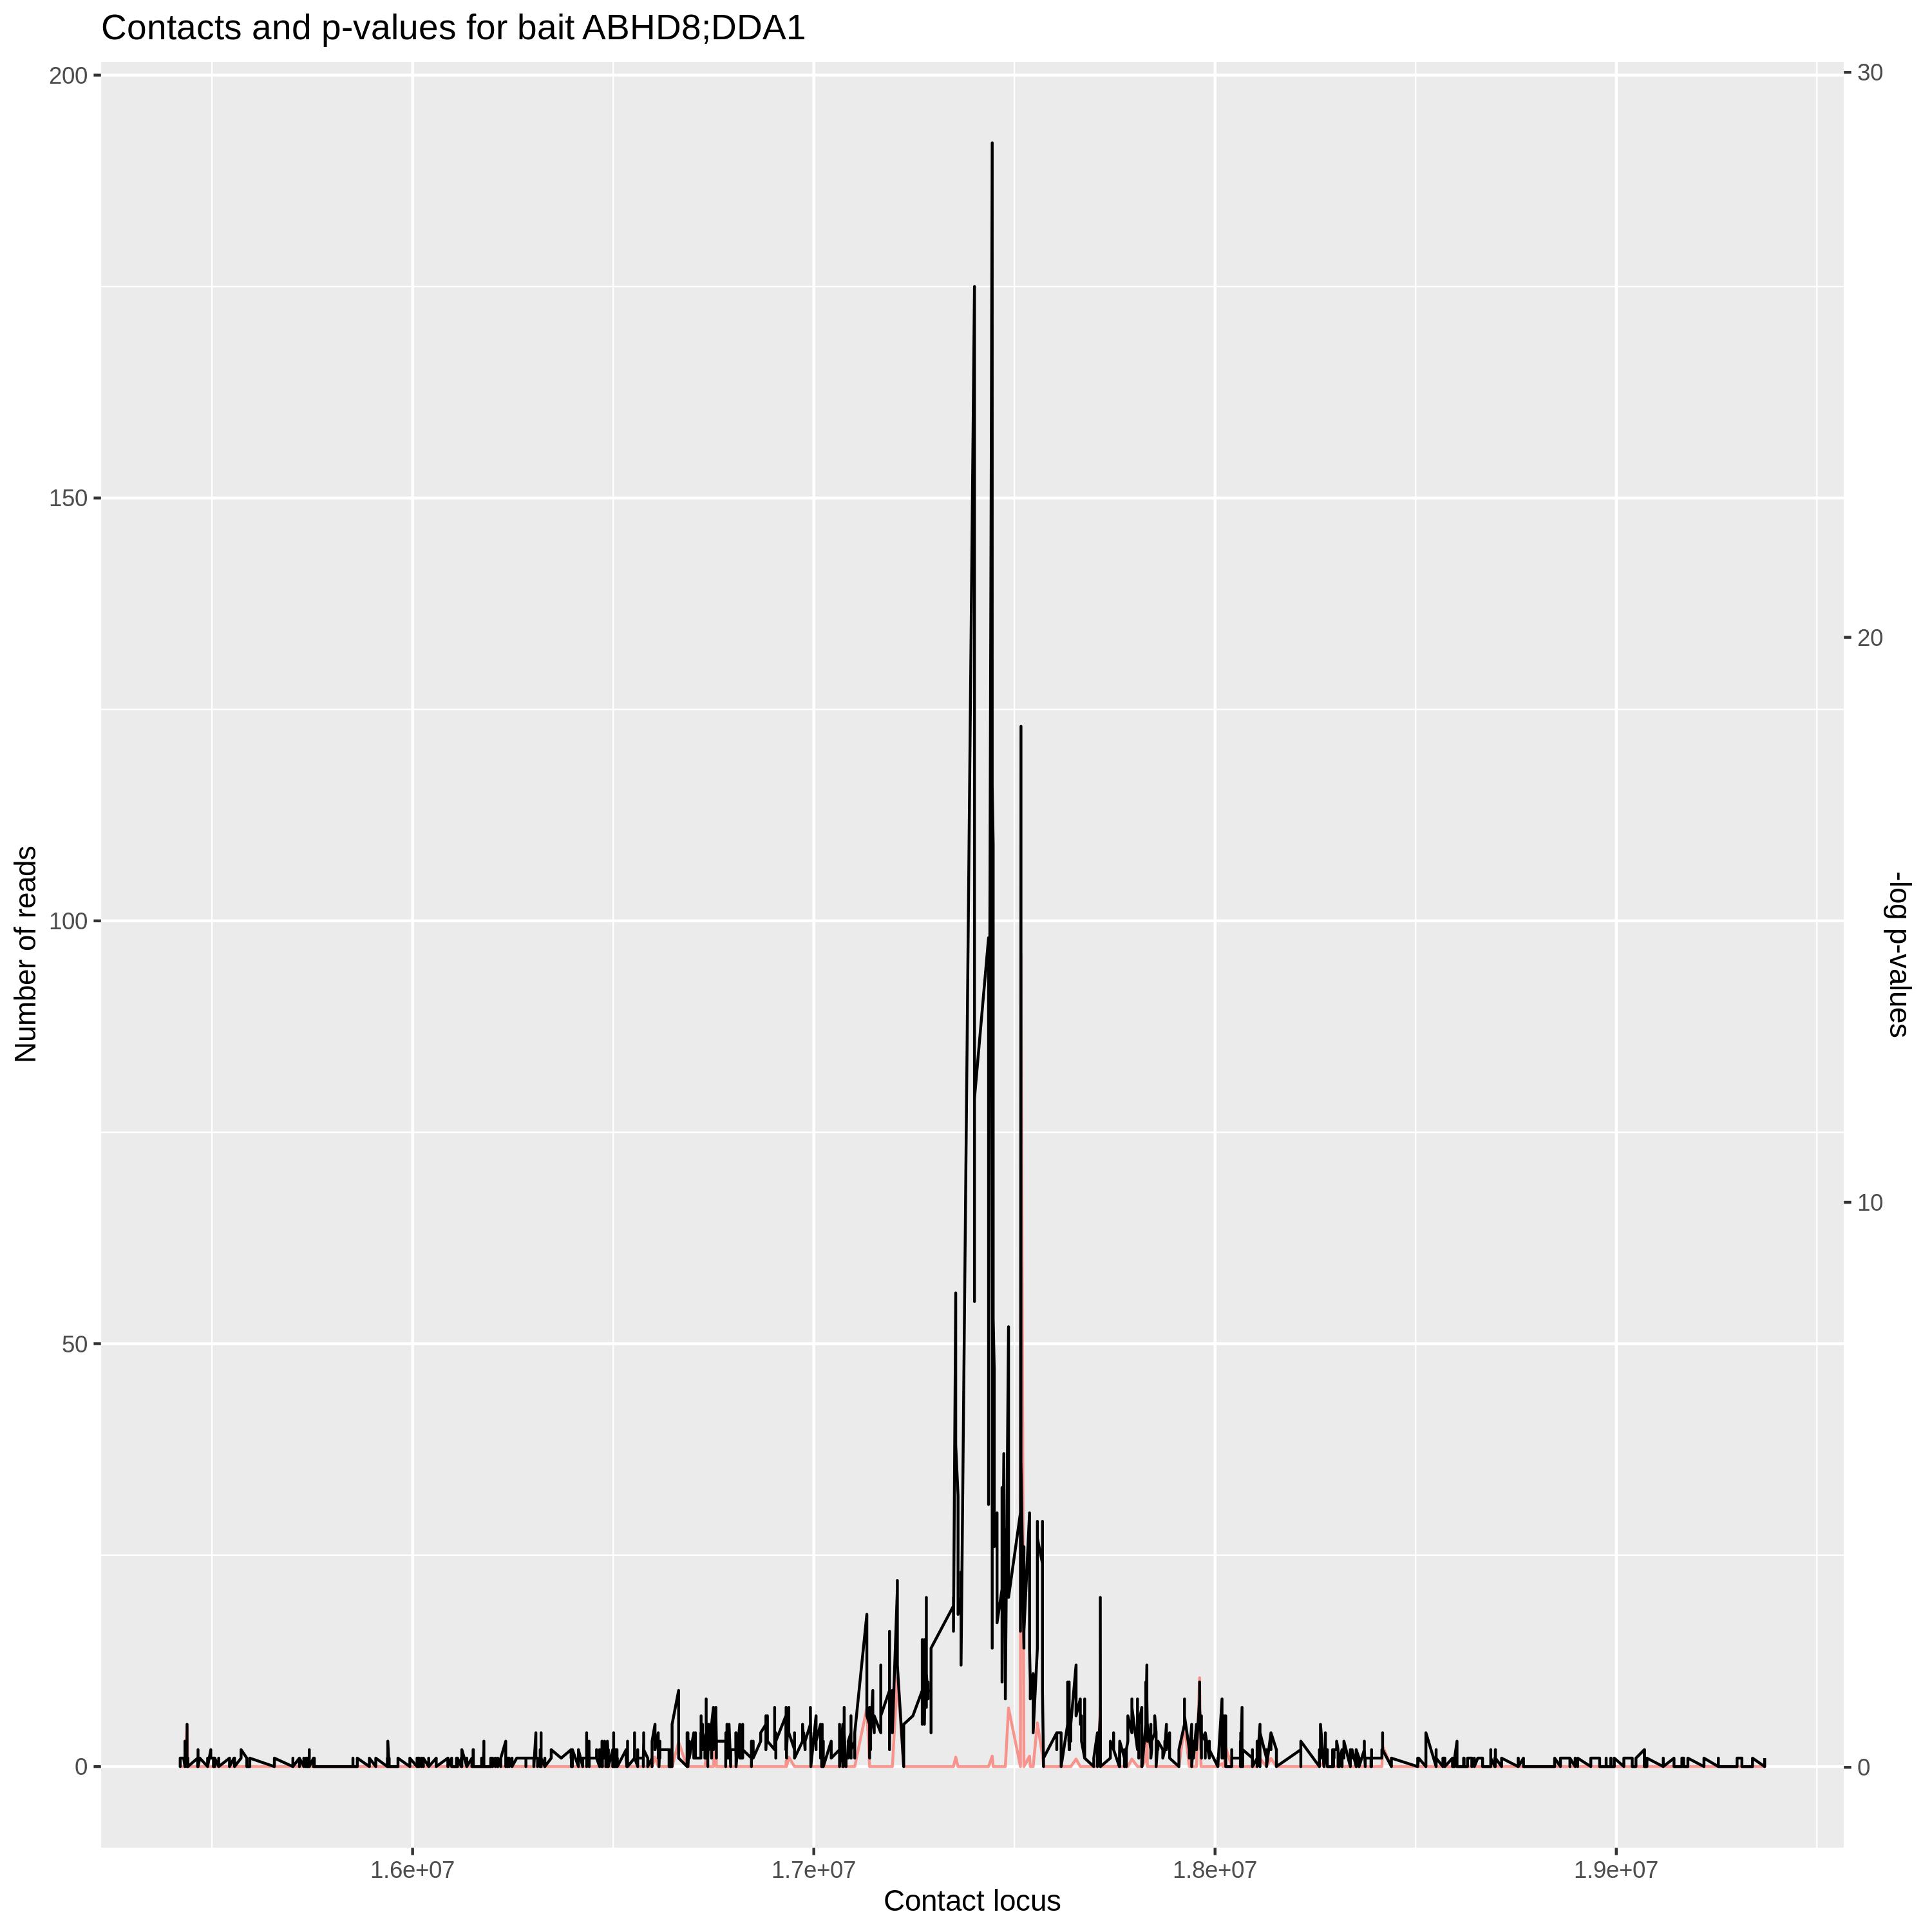 Contacts and p-values for bait ABHD8;DDA1
200
150
100
50
0
Number of reads
30
20
10
0
-log p-values
1.6e+07
1.7e+07
1.8e+07
1.9e+07
Contact locus